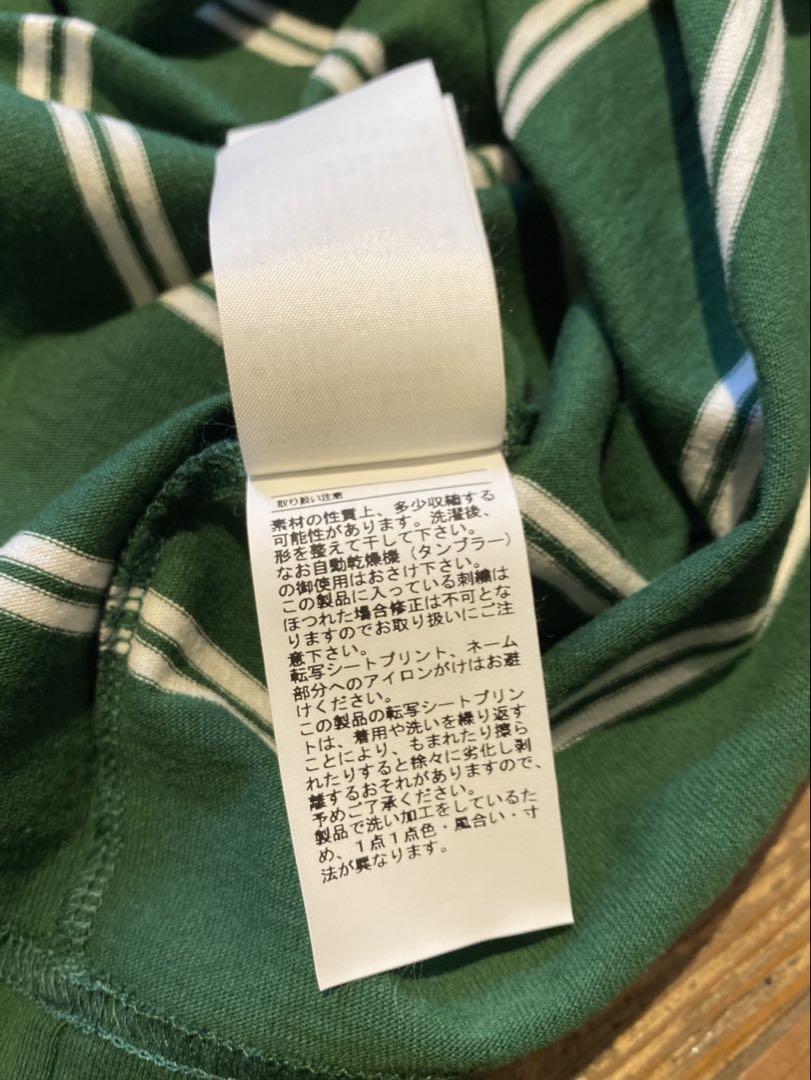 取り扱い注意
素材の性質上、多少収縮する
可能性があります。洗濯後、
形を整えて干して下さい。
なお自動乾燥機（タンブラー）
の御使用はおさけ下さい。
この製品に入っている刺繍は
ほつれた場合修正は不可とな
りますのでお取り扱いにご注
意下さい。
転写シートプリント、ネーム
部分へのアイロンがけはお避
けください。
この製品の転写シートプリン
トは、着用や洗いを繰り返す
ことにより、もまれたり擦ら
れたりすると徐々に劣化し剥
離するおそれがありますので、
予めご了承ください。
製品で洗い加工をしているた
め、１点１点色・風合い・寸
法が異なります。